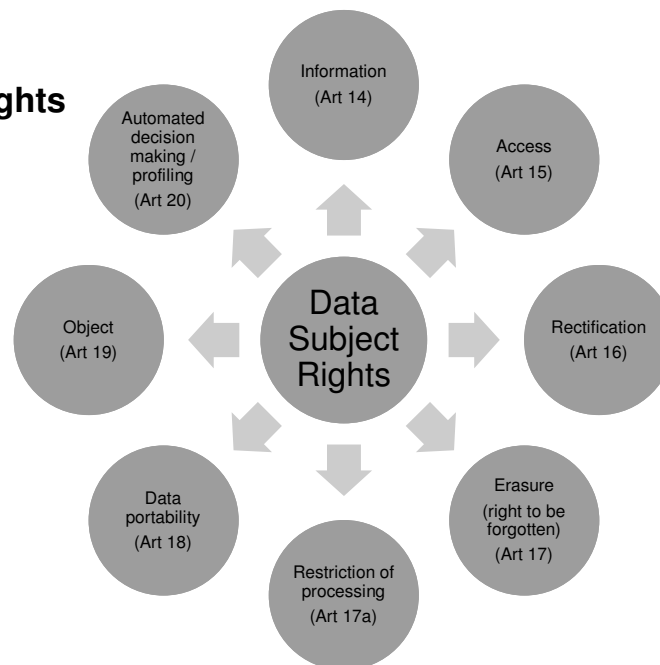 ghts
Information
(Art 14)
Automated
decision
making /
profiling
(Art 20)
Access
(Art 15)
Data
Subject
Rights
Object
(Art 19)
Rectification
(Art 16)
Data
portability
(Art 18)
Erasure
(right to be
forgotten)
(Art 17)
Restriction of
processing
(Art 17a)